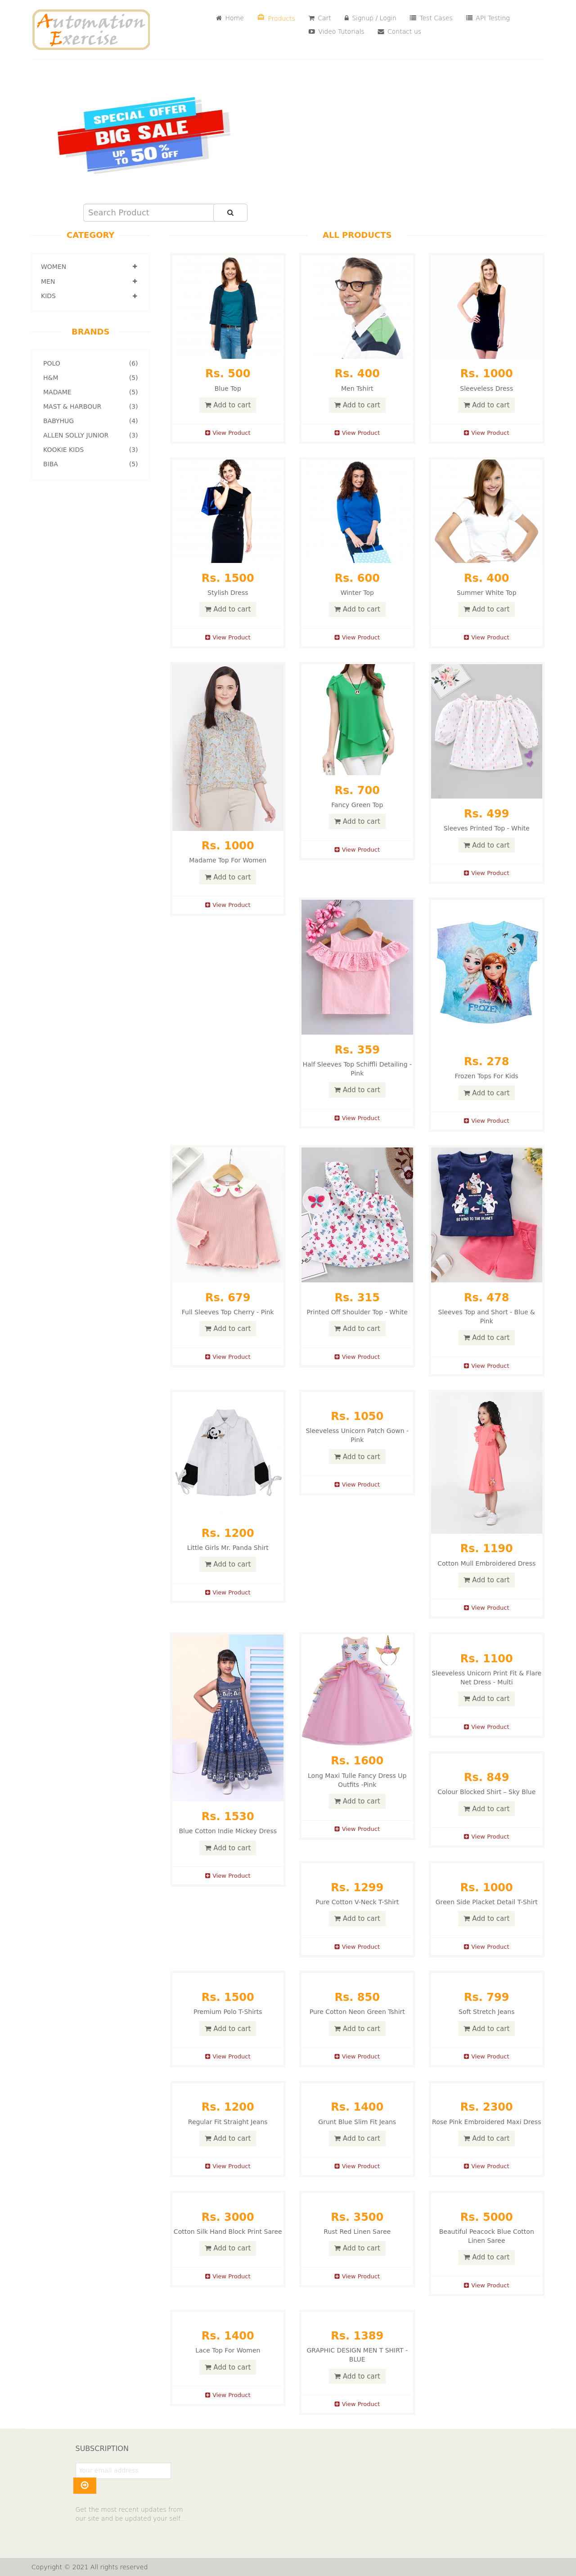 Automation
Exercise
Home
Products
Cart
Signup / Login
Test Cases
API Testing
Video Tutorials
Contact us
SPECIAL OFFER
BIG SALE
UP TO 50% OFF
Search Product
CATEGORY
WOMEN
MEN
KIDS
BRANDS
POLO (6)
H&M (5)
MADAME (5)
MAST & HARBOUR (3)
BABYHUG (4)
ALLEN SOLLY JUNIOR (3)
KOOKIE KIDS (3)
BIBA (5)
ALL PRODUCTS
Rs. 500
Blue Top
Add to cart
View Product
Rs. 400
Men Tshirt
Add to cart
View Product
Rs. 1000
Sleeveless Dress
Add to cart
View Product
Rs. 1500
Stylish Dress
Add to cart
View Product
Rs. 600
Winter Top
Add to cart
View Product
Rs. 400
Summer White Top
Add to cart
View Product
Rs. 1000
Madame Top For Women
Add to cart
View Product
Rs. 700
Fancy Green Top
Add to cart
View Product
Rs. 499
Sleeves Printed Top - White
Add to cart
View Product
Rs. 359
Half Sleeves Top Schiffli Detailing -
Pink
Add to cart
View Product
FROZEN
Rs. 278
Frozen Tops For Kids
Add to cart
View Product
Rs. 679
Full Sleeves Top Cherry - Pink
Add to cart
View Product
Rs. 315
Printed Off Shoulder Top - White
Add to cart
View Product
BE KIND TO THE PLANET
Rs. 478
Sleeves Top and Short - Blue &
Pink
Add to cart
View Product
Rs. 1200
Little Girls Mr. Panda Shirt
Add to cart
View Product
Rs. 1050
Sleeveless Unicorn Patch Gown -
Pink
Add to cart
View Product
Rs. 1190
Cotton Mull Embroidered Dress
Add to cart
View Product
Rs. 1530
Blue Cotton Indie Mickey Dress
Add to cart
View Product
Rs. 1600
Long Maxi Tulle Fancy Dress Up
Outfits -Pink
Add to cart
View Product
Rs. 1100
Sleeveless Unicorn Print Fit & Flare
Net Dress - Multi
Add to cart
View Product
Rs. 849
Colour Blocked Shirt – Sky Blue
Add to cart
View Product
Rs. 1299
Pure Cotton V-Neck T-Shirt
Add to cart
View Product
Rs. 1000
Green Side Placket Detail T-Shirt
Add to cart
View Product
Rs. 1500
Premium Polo T-Shirts
Add to cart
View Product
Rs. 850
Pure Cotton Neon Green Tshirt
Add to cart
View Product
Rs. 799
Soft Stretch Jeans
Add to cart
View Product
Rs. 1200
Regular Fit Straight Jeans
Add to cart
View Product
Rs. 1400
Grunt Blue Slim Fit Jeans
Add to cart
View Product
Rs. 2300
Rose Pink Embroidered Maxi Dress
Add to cart
View Product
Rs. 3000
Cotton Silk Hand Block Print Saree
Add to cart
View Product
Rs. 3500
Rust Red Linen Saree
Add to cart
View Product
Rs. 5000
Beautiful Peacock Blue Cotton
Linen Saree
Add to cart
View Product
Rs. 1400
Lace Top For Women
Add to cart
View Product
Rs. 1389
GRAPHIC DESIGN MEN T SHIRT -
BLUE
Add to cart
View Product
SUBSCRIPTION
Your email address
Get the most recent updates from
our site and be updated your self...
Copyright © 2021 All rights reserved